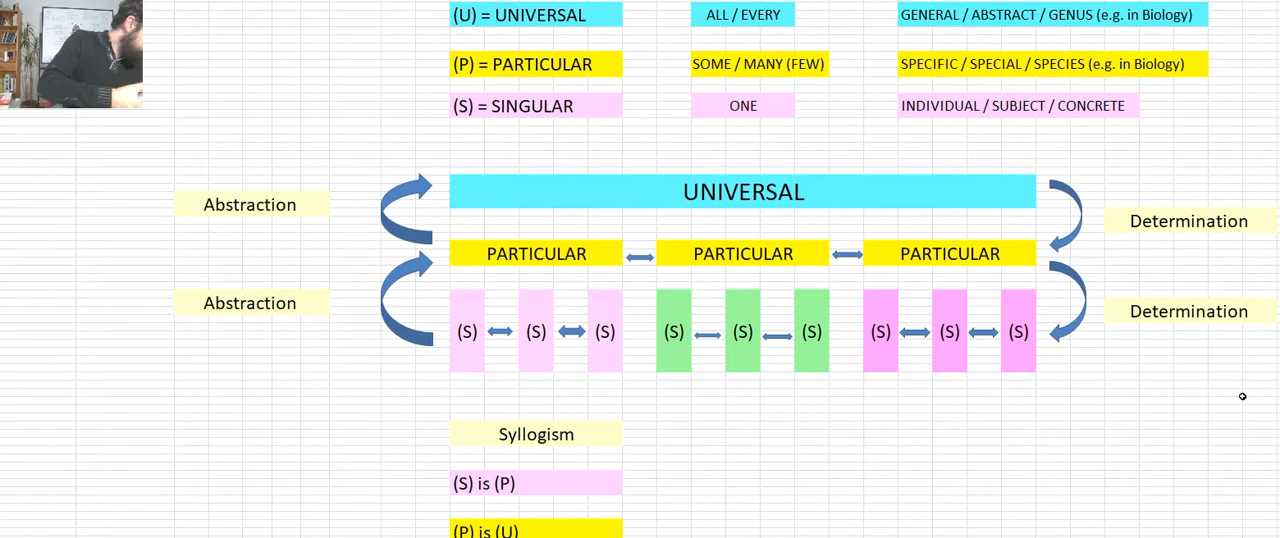 (U) = UNIVERSAL ALL / EVERY GENERAL / ABSTRACT / GENUS (e.g. in Biology)
(P) = PARTICULAR SOME / MANY (FEW) SPECIFIC / SPECIAL / SPECIES (e.g. in Biology)
(S) = SINGULAR ONE INDIVIDUAL / SUBJECT / CONCRETE
UNIVERSAL
Abstraction Determination
PARTICULAR PARTICULAR PARTICULAR
Abstraction Determination
(S) (S) (S) (S) (S) (S) (S) (S) (S)
Syllogism
(S) is (P)
(P) is (U)